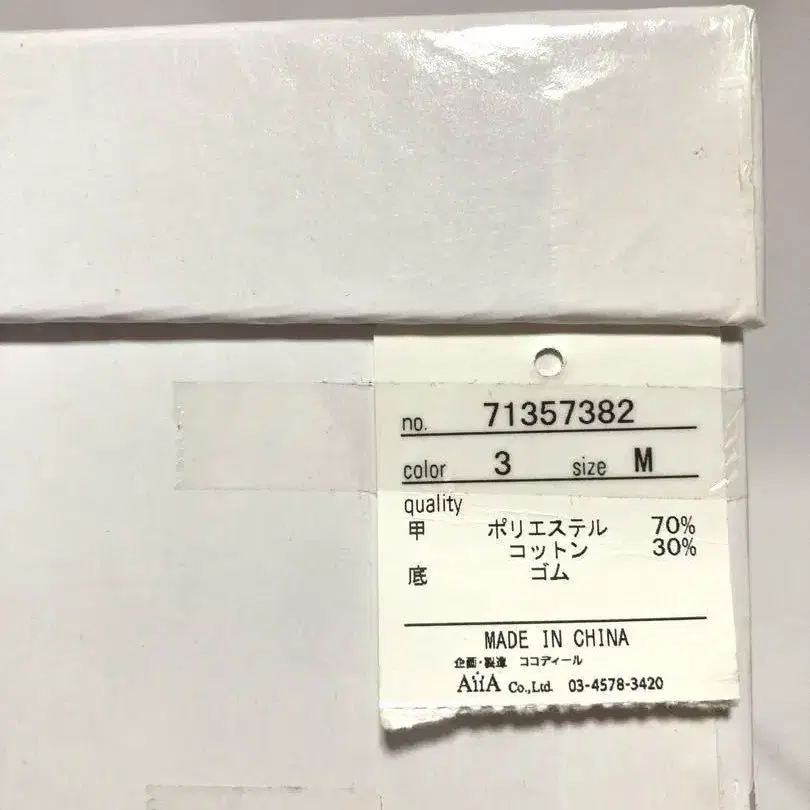 no. 71357382
color 3 size M
quality
甲 ポリエステル 70%
コットン 30%
底 ゴム
MADE IN CHINA
企画・製造 ココディール
AiiA Co.,Ltd. 03-4578-3420